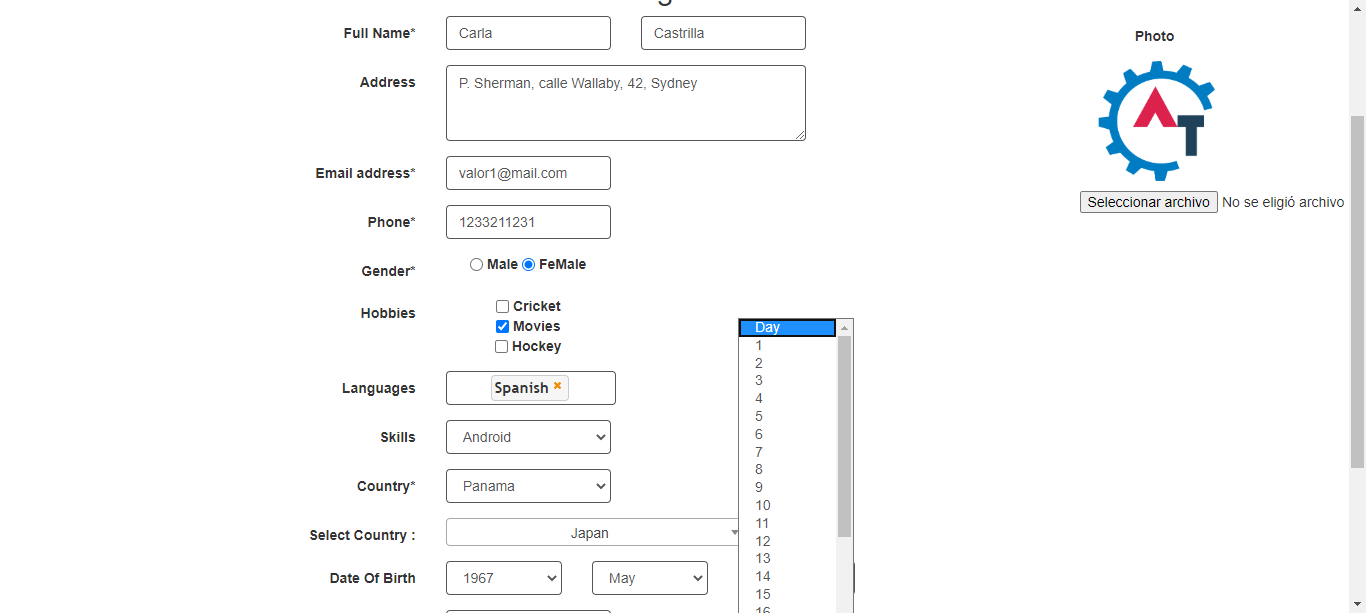 Full Name* Carla Castrilla
Photo
Address P. Sherman, calle Wallaby, 42, Sydney
AT
Email address* valor1@mail.com
Seleccionar archivo No se eligió archivo
Phone* 1233211231
Gender* Male FeMale
Hobbies Cricket
Movies
Hockey
Languages Spanish ×
Skills Android
Country* Panama
Select Country : Japan
Date Of Birth 1967 May
Day
1
2
3
4
5
6
7
8
9
10
11
12
13
14
15
16